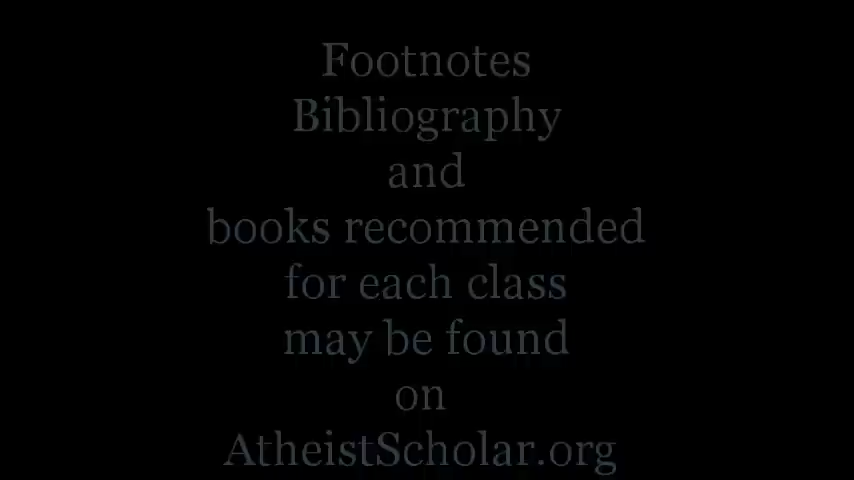 Footnotes
Bibliography
and
books recommended
for each class
may be found
on
AtheistScholar.org